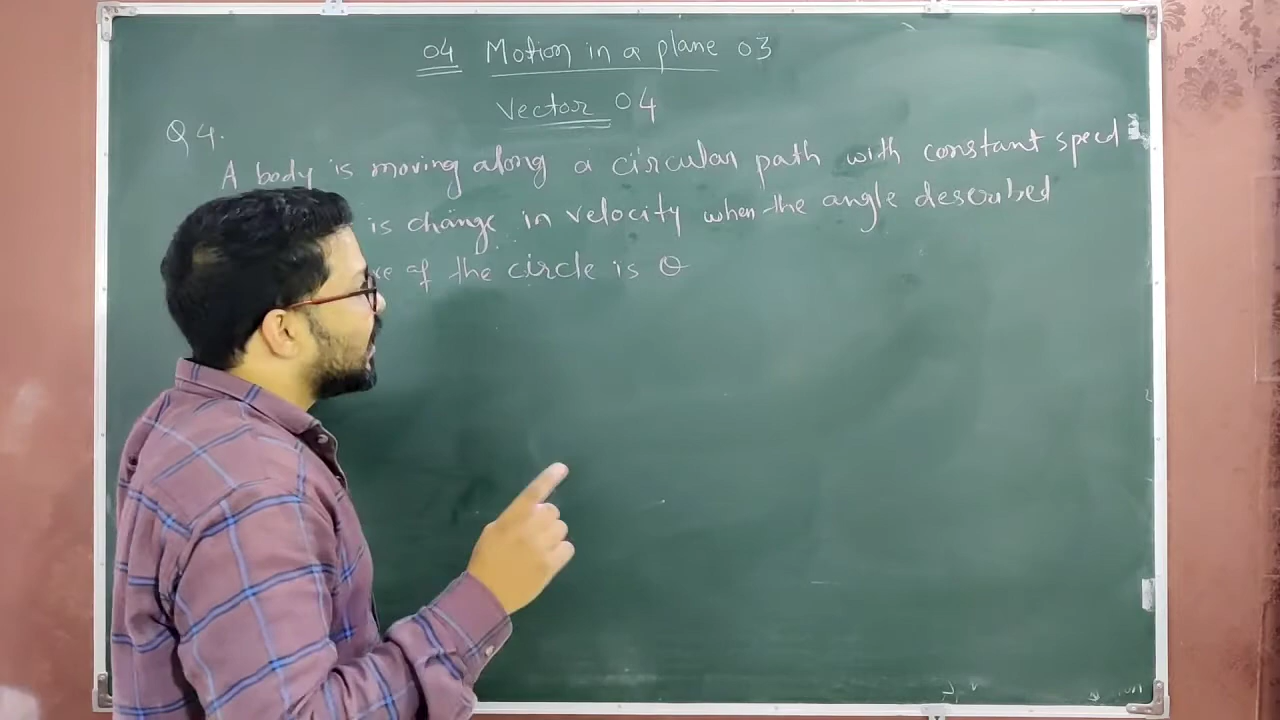 04 Motion in a plane 03
Vector 04
Q 4.
A body is moving along a circular path with constant speed
is change in velocity when the angle described
of the circle is θ